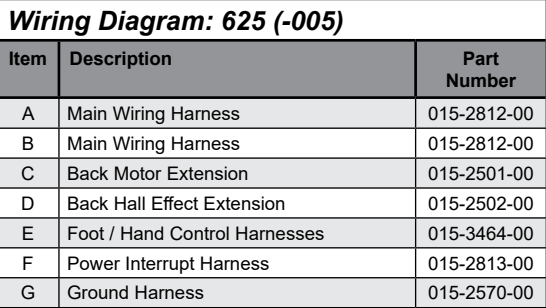 Wiring Diagram: 625 (-005)
Item Description Part Number
A Main Wiring Harness 015-2812-00
B Main Wiring Harness 015-2812-00
C Back Motor Extension 015-2501-00
D Back Hall Effect Extension 015-2502-00
E Foot / Hand Control Harnesses 015-3464-00
F Power Interrupt Harness 015-2813-00
G Ground Harness 015-2570-00